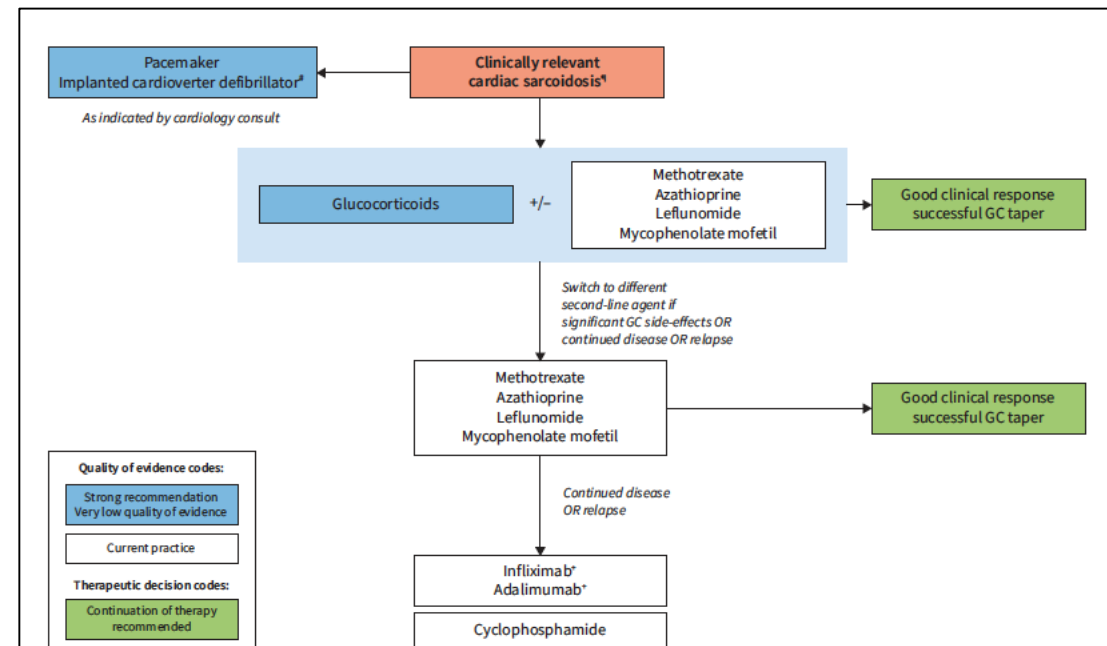 Pacemaker
Implanted cardioverter defibrillator#
Clinically relevant
cardiac sarcoidosis¶
As indicated by cardiology consult
Glucocorticoids
+/–
Methotrexate
Azathioprine
Leflunomide
Mycophenolate mofetil
Good clinical response
successful GC taper
Switch to different
second-line agent if
significant GC side-effects OR
continued disease OR relapse
Methotrexate
Azathioprine
Leflunomide
Mycophenolate mofetil
Good clinical response
successful GC taper
Continued disease
OR relapse
Infliximab+
Adalimumab+
Cyclophosphamide
Quality of evidence codes:
Strong recommendation
Very low quality of evidence
Current practice
Therapeutic decision codes:
Continuation of therapy
recommended